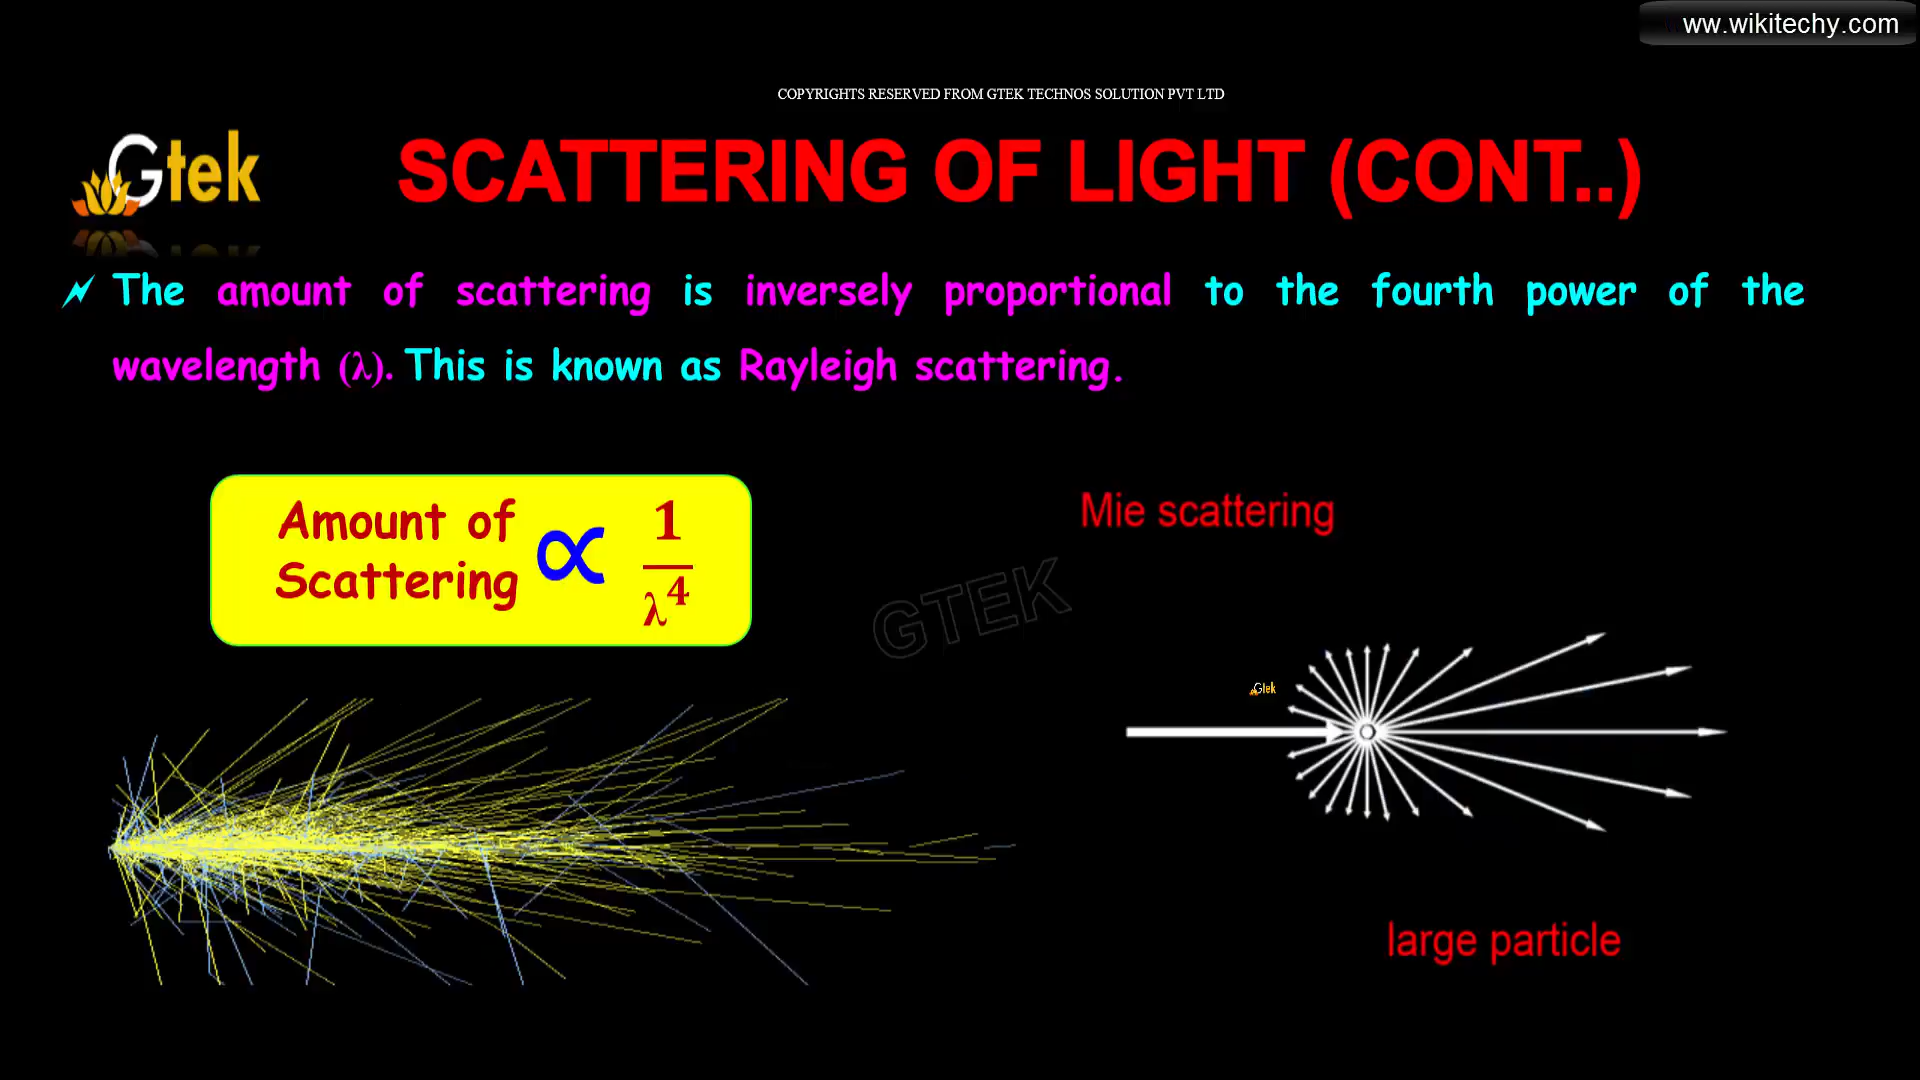 ww.wikitechy.com
COPYRIGHTS RESERVED FROM GTEK TECHNOS SOLUTION PVT LTD
Gtek
SCATTERING OF LIGHT (CONT..)
The amount of scattering is inversely proportional to the fourth power of the
wavelength (λ). This is known as Rayleigh scattering.
Amount of
Scattering ∝ 1/λ⁴
Mie scattering
GTEK
Gtek
large particle